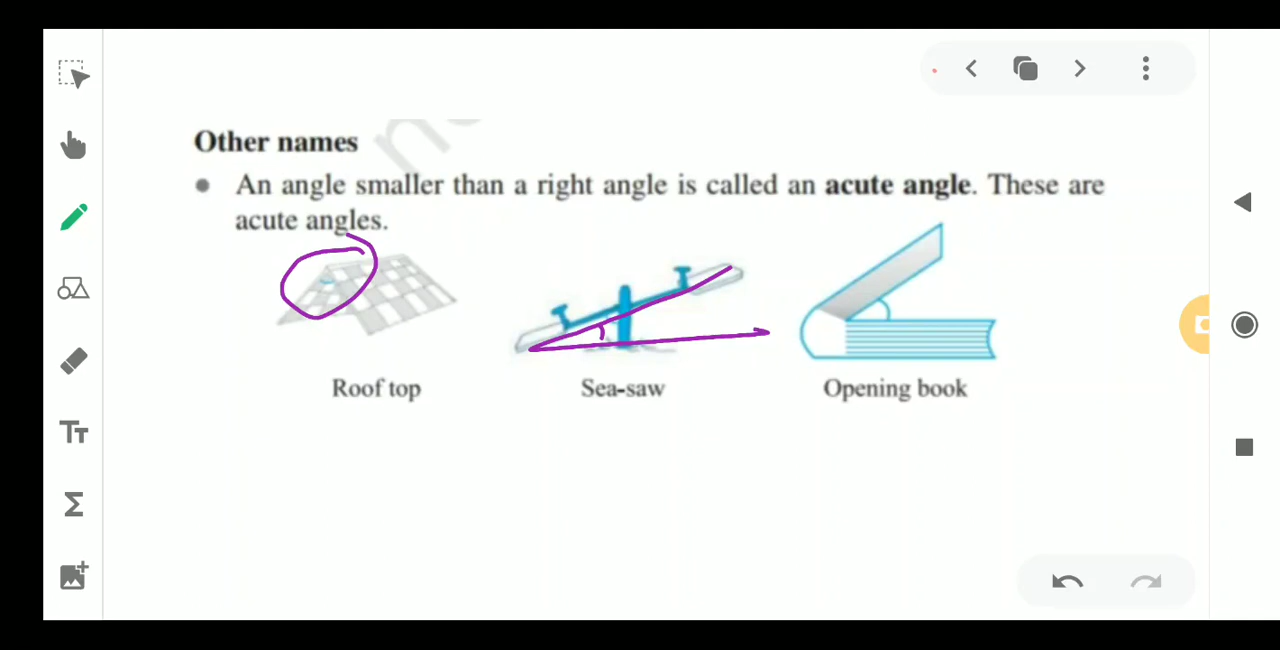 Other names
● An angle smaller than a right angle is called an acute angle. These are
acute angles.
Roof top
Sea-saw
Opening book